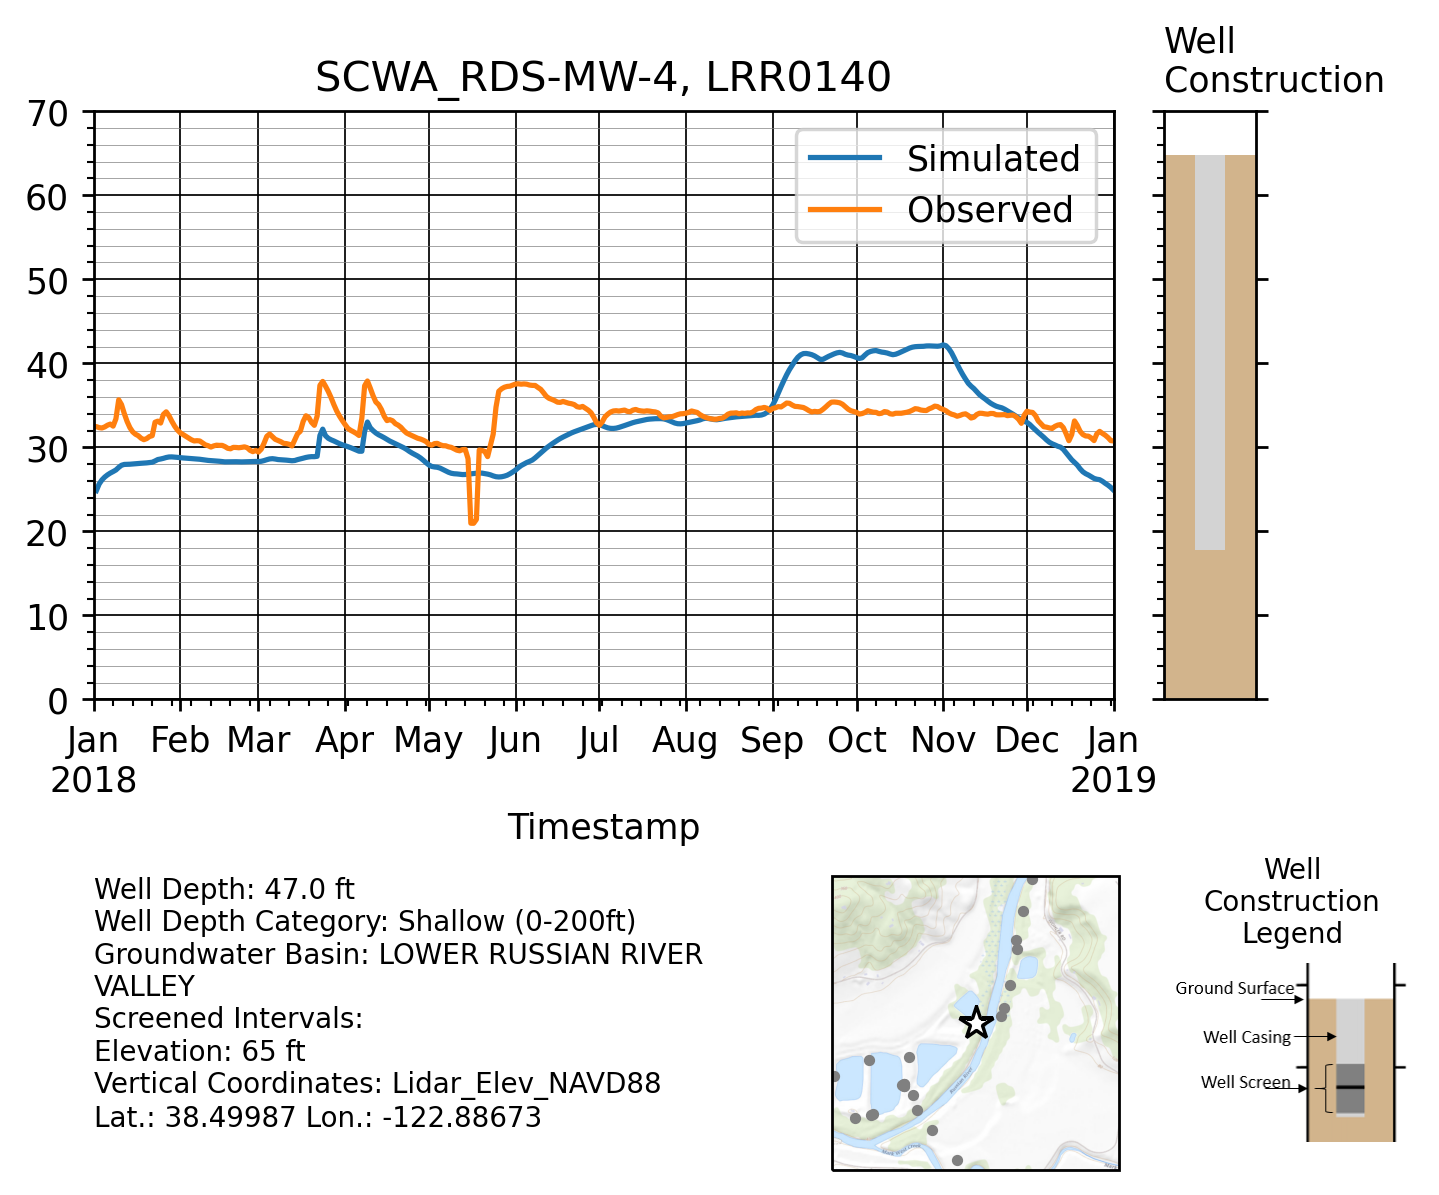 Well
Construction
SCWA_RDS-MW-4, LRR0140
70
60
50
40
30
20
10
0
Simulated
Observed
Jan Feb Mar Apr May Jun Jul Aug Sep Oct Nov Dec Jan
2018 2019
Timestamp
Well Depth: 47.0 ft
Well Depth Category: Shallow (0-200ft)
Groundwater Basin: LOWER RUSSIAN RIVER
VALLEY
Screened Intervals:
Elevation: 65 ft
Vertical Coordinates: Lidar_Elev_NAVD88
Lat.: 38.49987 Lon.: -122.88673
Well
Construction
Legend
Ground Surface
Well Casing
Well Screen